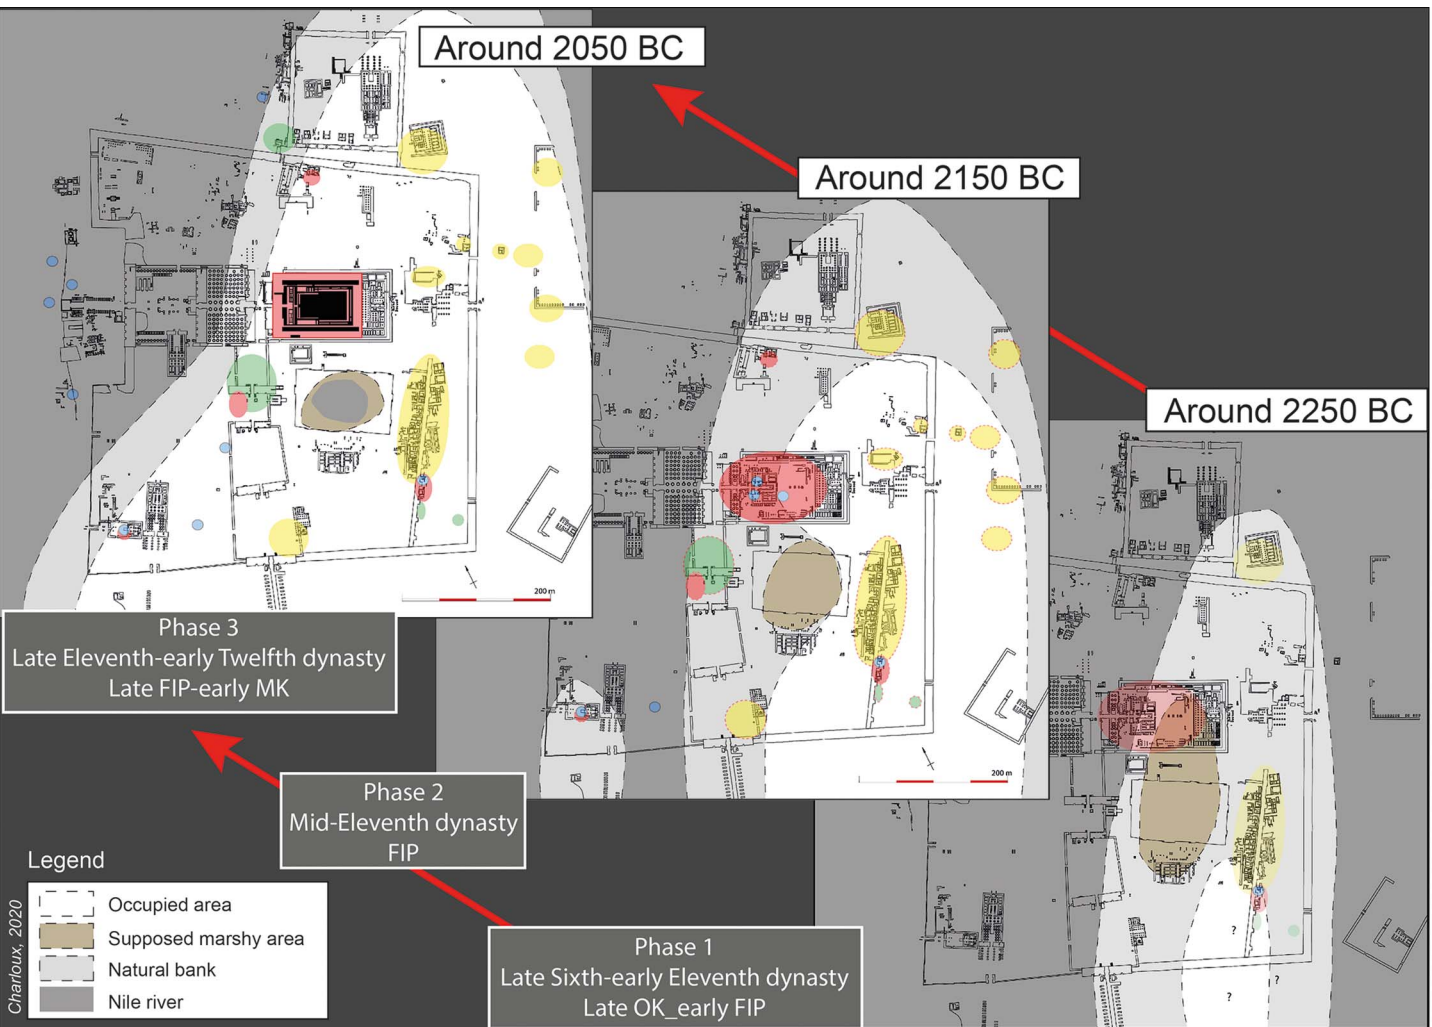 Around 2050 BC
Around 2150 BC
Around 2250 BC
200 m
Phase 3
Late Eleventh-early Twelfth dynasty
Late FIP-early MK
200 m
Phase 2
Mid-Eleventh dynasty
FIP
Phase 1
Late Sixth-early Eleventh dynasty
Late OK_early FIP
?
?
?
Legend
Occupied area
Supposed marshy area
Natural bank
Nile river
Charloux, 2020